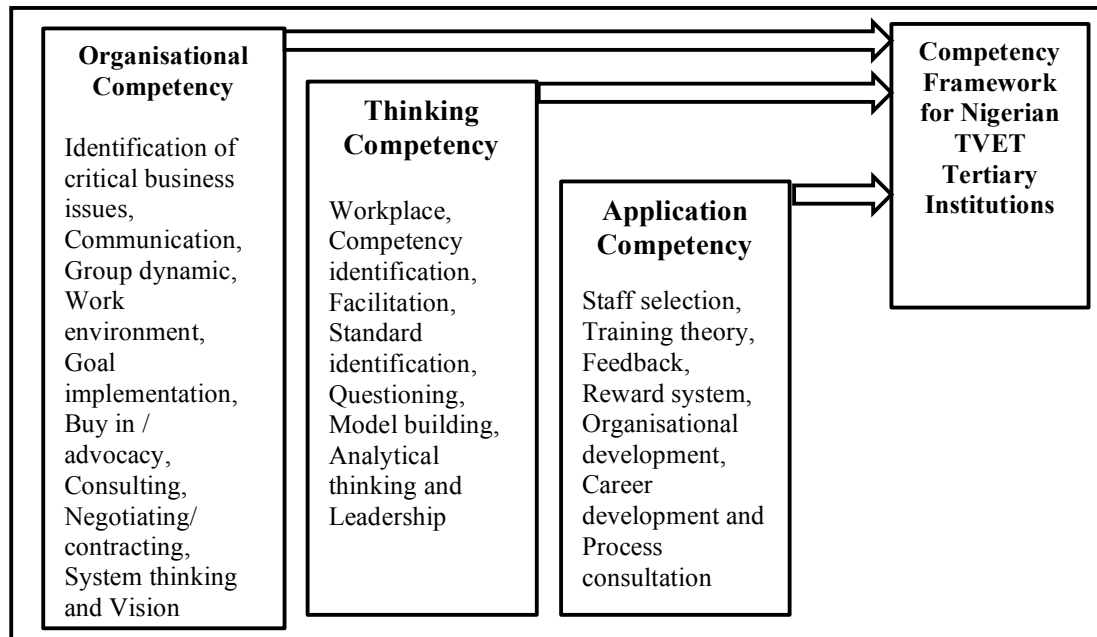 Organisational
Competency
Identification of
critical business
issues,
Communication,
Group dynamic,
Work
environment,
Goal
implementation,
Buy in /
advocacy,
Consulting,
Negotiating/
contracting,
System thinking
and Vision
Thinking
Competency
Workplace,
Competency
identification,
Facilitation,
Standard
identification,
Questioning,
Model building,
Analytical
thinking and
Leadership
Application
Competency
Staff selection,
Training theory,
Feedback,
Reward system,
Organisational
development,
Career
development and
Process
consultation
Competency
Framework
for Nigerian
TVET
Tertiary
Institutions